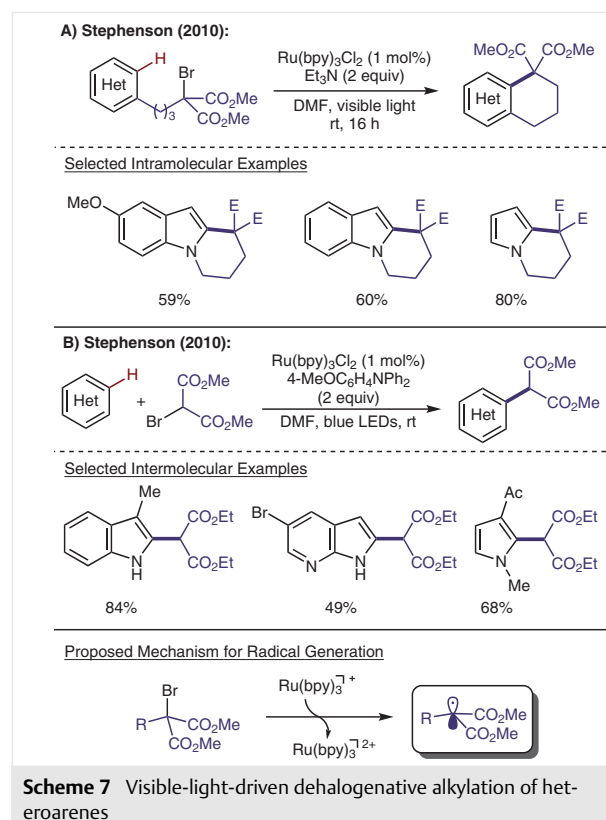 A) Stephenson (2010):
Het
H
Br
CO2Me
CO2Me
( )3
Ru(bpy)3Cl2 (1 mol%)
Et3N (2 equiv)
DMF, visible light
rt, 16 h
MeO2C CO2Me
Het
Selected Intramolecular Examples
MeO
N
E
E
59%
N
E
E
60%
N
E
E
80%
B) Stephenson (2010):
Het
H
+
CO2Me
Br
CO2Me
Ru(bpy)3Cl2 (1 mol%)
4-MeOC6H4NPh2
(2 equiv)
DMF, blue LEDs, rt
CO2Me
CO2Me
Het
Selected Intermolecular Examples
Me
CO2Et
CO2Et
N
H
84%
Br
CO2Et
CO2Et
N
N
H
49%
Ac
CO2Et
CO2Et
N
Me
68%
Proposed Mechanism for Radical Generation
Br
R
CO2Me
CO2Me
Ru(bpy)3 +
Ru(bpy)3 2+
R
CO2Me
CO2Me
Scheme 7 Visible-light-driven dehalogenative alkylation of het-
eroarenes